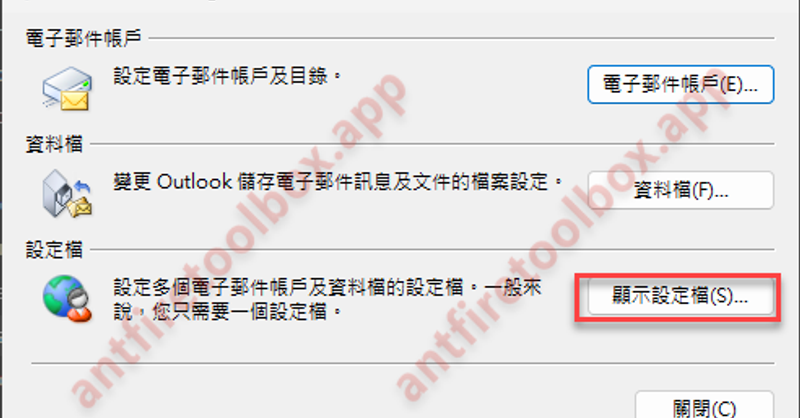 電子郵件帳戶
設定電子郵件帳戶及目錄。
電子郵件帳戶(E)...
資料檔
變更 Outlook 儲存電子郵件訊息及文件的檔案設定。
資料檔(F)...
設定檔
設定多個電子郵件帳戶及資料檔的設定檔。一般來
說，您只需要一個設定檔。
顯示設定檔(S)...
關閉(C)
antfiretoolbox.app
antfiretoolbox.app